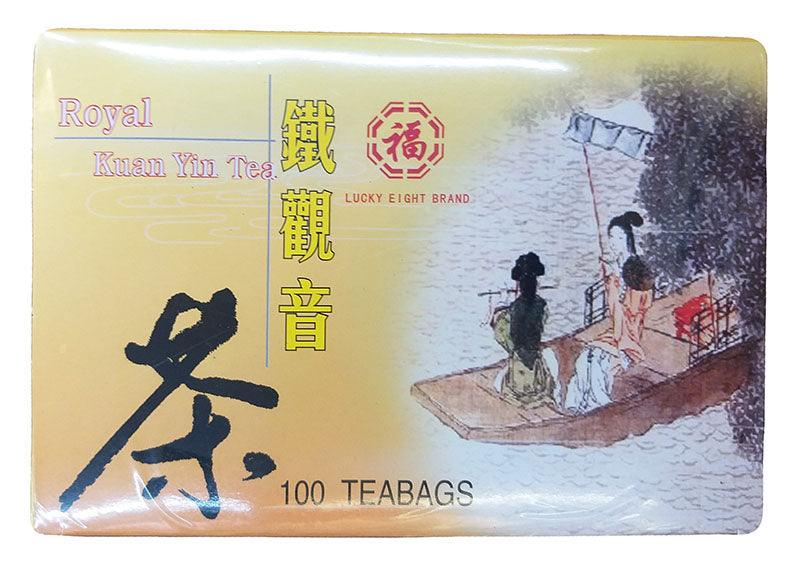 Royal
Kuan Yin Tea
鐵觀音
福
LUCKY EIGHT BRAND
茶
100 TEABAGS